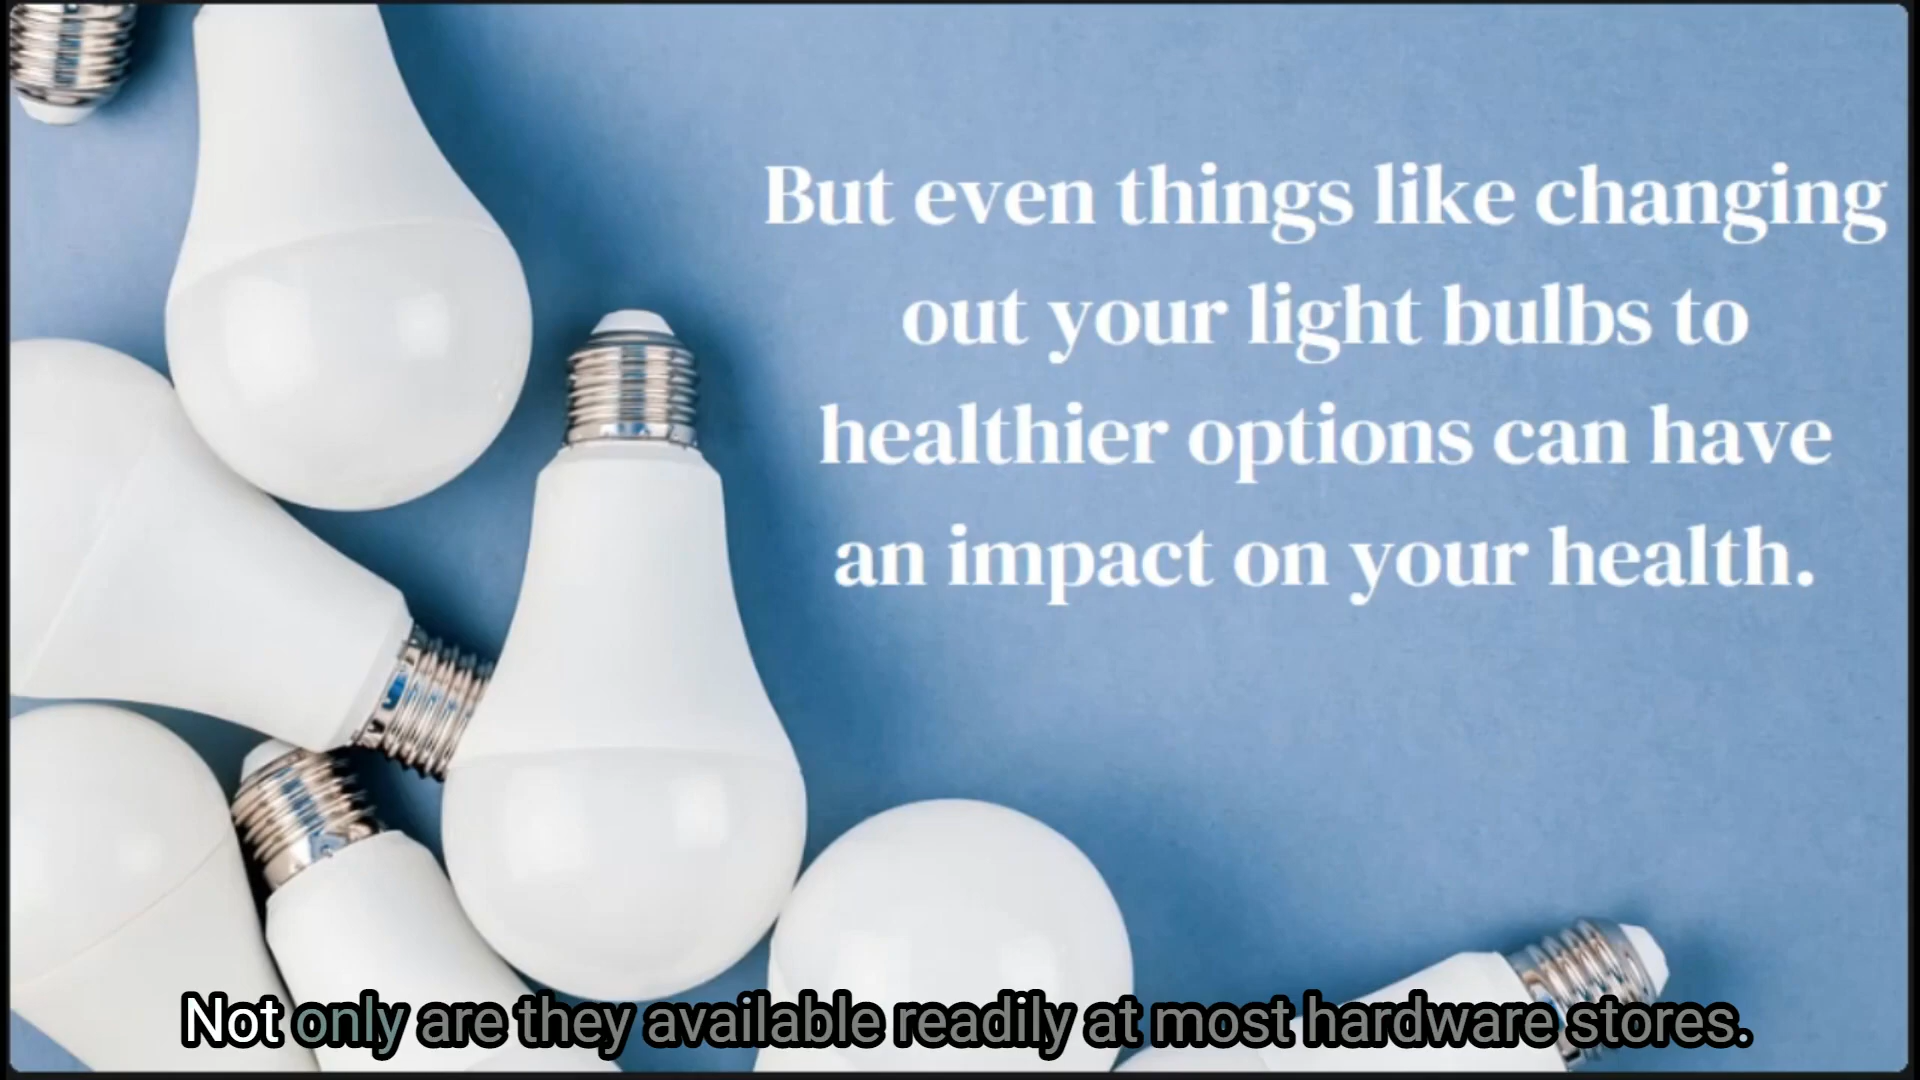 But even things like changing
out your light bulbs to
healthier options can have
an impact on your health.
Not only are they available readily at most hardware stores.